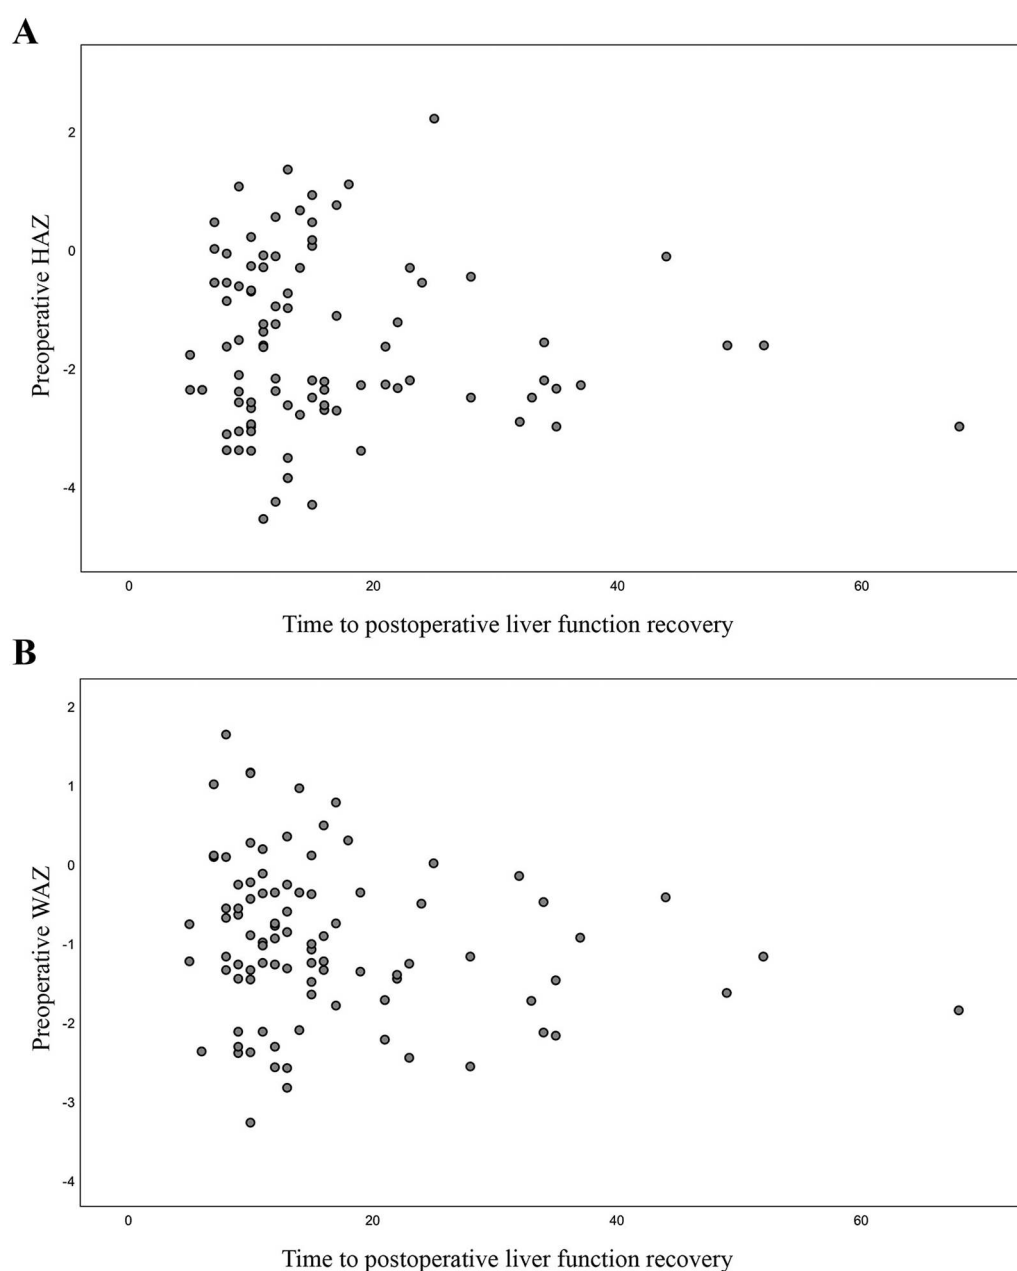 A
2
0
-2
-4
Preoperative HAZ
0 20 40 60
Time to postoperative liver function recovery
B
2
1
0
-1
-2
-3
-4
Preoperative WAZ
0 20 40 60
Time to postoperative liver function recovery